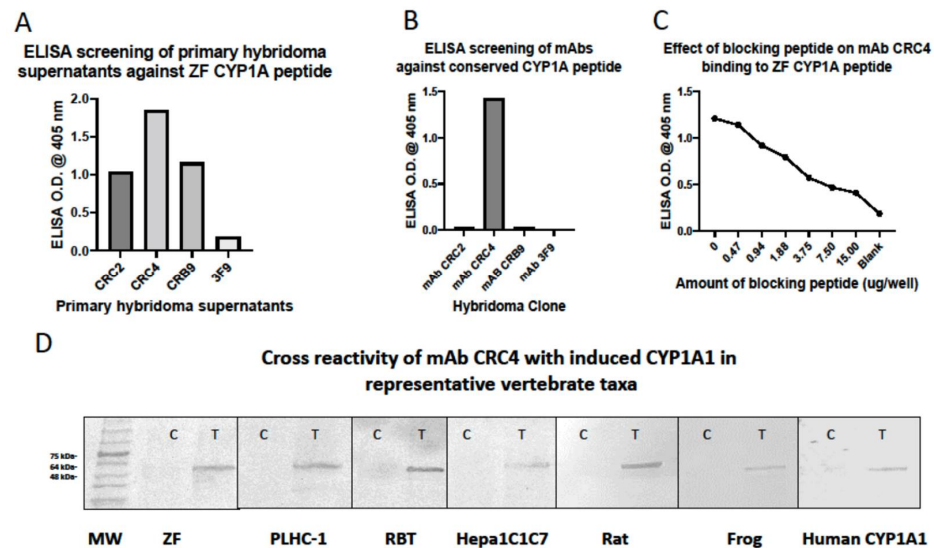 A
ELISA screening of primary hybridoma
supernatants against ZF CYP1A peptide
ELISA O.D. @ 405 nm
2.0
1.5
1.0
0.5
0.0
CRC2
CRC4
CRB9
3F9
Primary hybridoma supernatants
B
ELISA screening of mAbs
against conserved CYP1A peptide
ELISA O.D. @ 405 nm
1.5
1.0
0.5
0.0
mAb CRC2
mAb CRC4
mAB CRB9
mAb 3F9
Hybridoma Clone
C
Effect of blocking peptide on mAb CRC4
binding to ZF CYP1A peptide
ELISA O.D. @ 405 nm
1.5
1.0
0.5
0.0
0
0.47
0.94
1.88
3.75
7.50
15.00
Blank
Amount of blocking peptide (ug/well)
D
Cross reactivity of mAb CRC4 with induced CYP1A1 in
representative vertebrate taxa
C T C T C T C T C T C T C T
75 kDa-
64 kDa-
48 kDa-
MW ZF PLHC-1 RBT Hepa1C1C7 Rat Frog Human CYP1A1